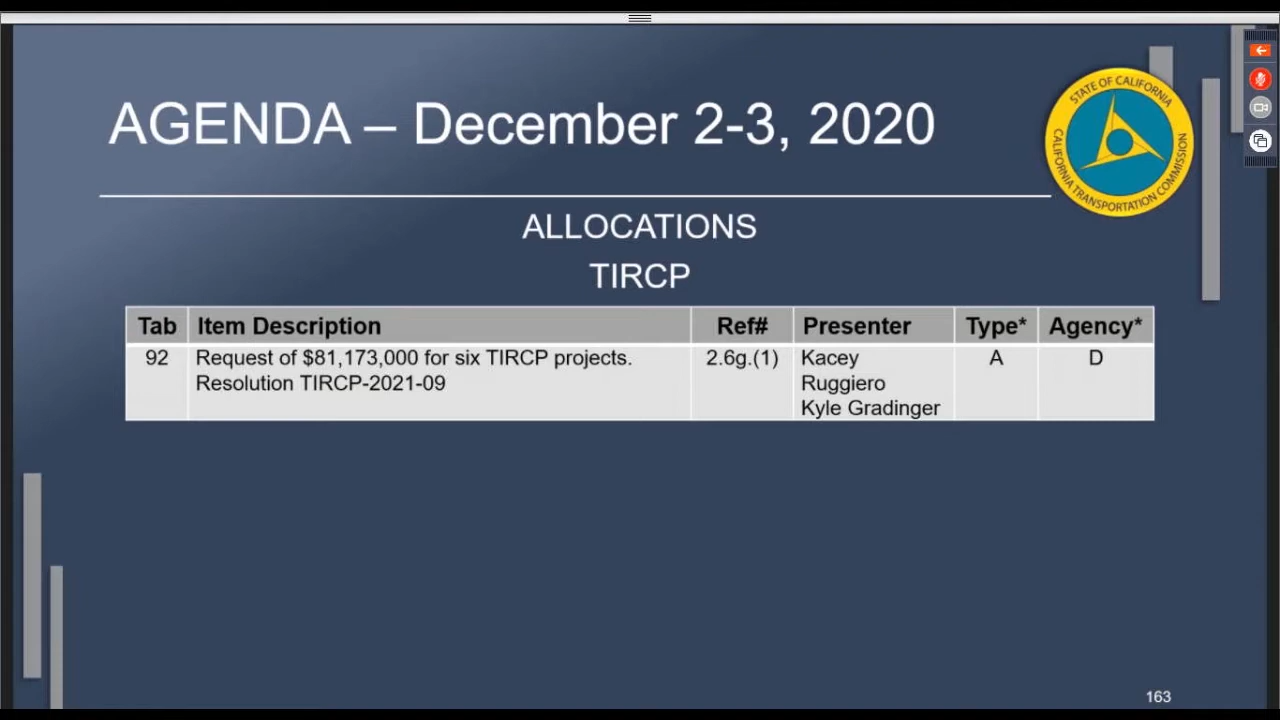 AGENDA – December 2-3, 2020
STATE OF CALIFORNIA
CALIFORNIA TRANSPORTATION COMMISSION
ALLOCATIONS
TIRCP
Tab Item Description Ref# Presenter Type* Agency*
92 Request of $81,173,000 for six TIRCP projects. 2.6g.(1) Kacey A D
Resolution TIRCP-2021-09 Ruggiero
Kyle Gradinger
163